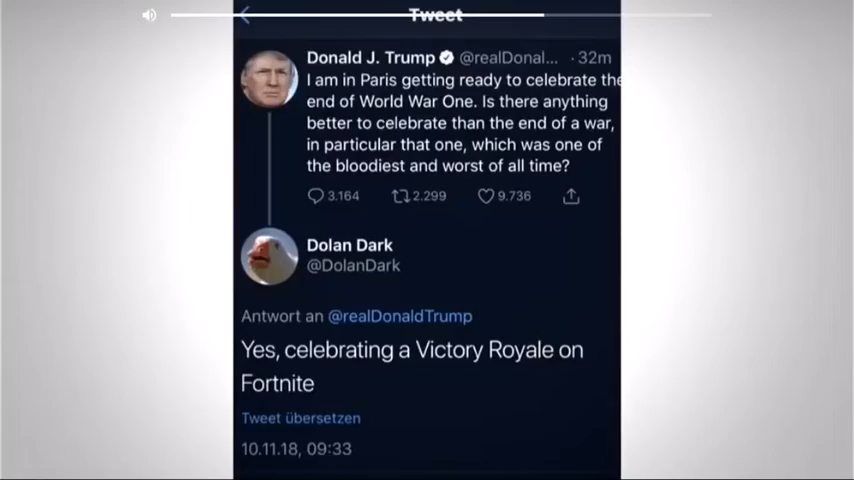 Tweet
Donald J. Trump @realDonal... · 32m
I am in Paris getting ready to celebrate the
end of World War One. Is there anything
better to celebrate than the end of a war,
in particular that one, which was one of
the bloodiest and worst of all time?
3.164 2.299 9.736
Dolan Dark
@DolanDark
Antwort an @realDonaldTrump
Yes, celebrating a Victory Royale on
Fortnite
Tweet übersetzen
10.11.18, 09:33